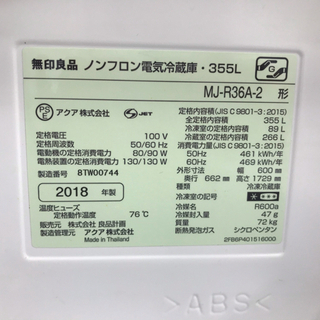 無印良品 ノンフロン電気冷蔵庫・355L
MJ-R36A-2 形
PS
E
アクア株式会社
S JET
定格電圧 100 V
定格周波数 50/60 Hz
電動機の定格消費電力 80/90 W
電熱装置の定格消費電力 130/130 W
製造番号 8TW00744
2018 年製
温度ヒューズ
定格動作温度 76℃
販売元 株式会社 良品計画
製造管理元 アクア株式会社
Made in Thailand
定格内容積(JIS C 9801-3:2015)
全定格内容積 355 L
冷凍室の定格内容積 89 L
冷蔵室の定格内容積 266 L
消費電力量(JIS C 9801-3:2015)
50Hz 461 kWh/年
60Hz 469 kWh/年
外形寸法 幅 600 mm
奥行 662 mm 高さ 1729 mm
種類 冷凍冷蔵庫
冷凍室の記号
冷媒 R600a
冷媒封入量 47 g
質量 72 kg
断熱発泡ガス シクロペンタン
2FB6P401516000
>ABS<